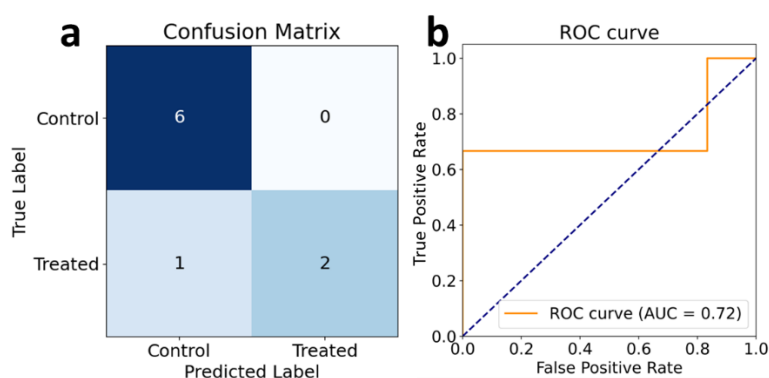 a
Confusion Matrix
True Label
Control
6
0
Treated
1
2
Control
Treated
Predicted Label
b
ROC curve
True Positive Rate
1.0
0.8
0.6
0.4
0.2
0.0
ROC curve (AUC = 0.72)
0.0
0.2
0.4
0.6
0.8
1.0
False Positive Rate